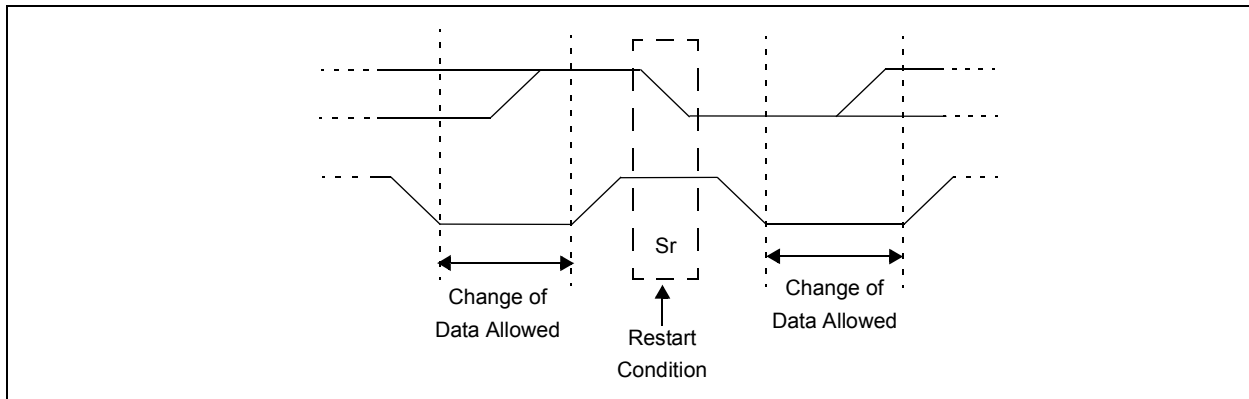 Sr
Change of
Data Allowed
Restart
Condition
Change of
Data Allowed